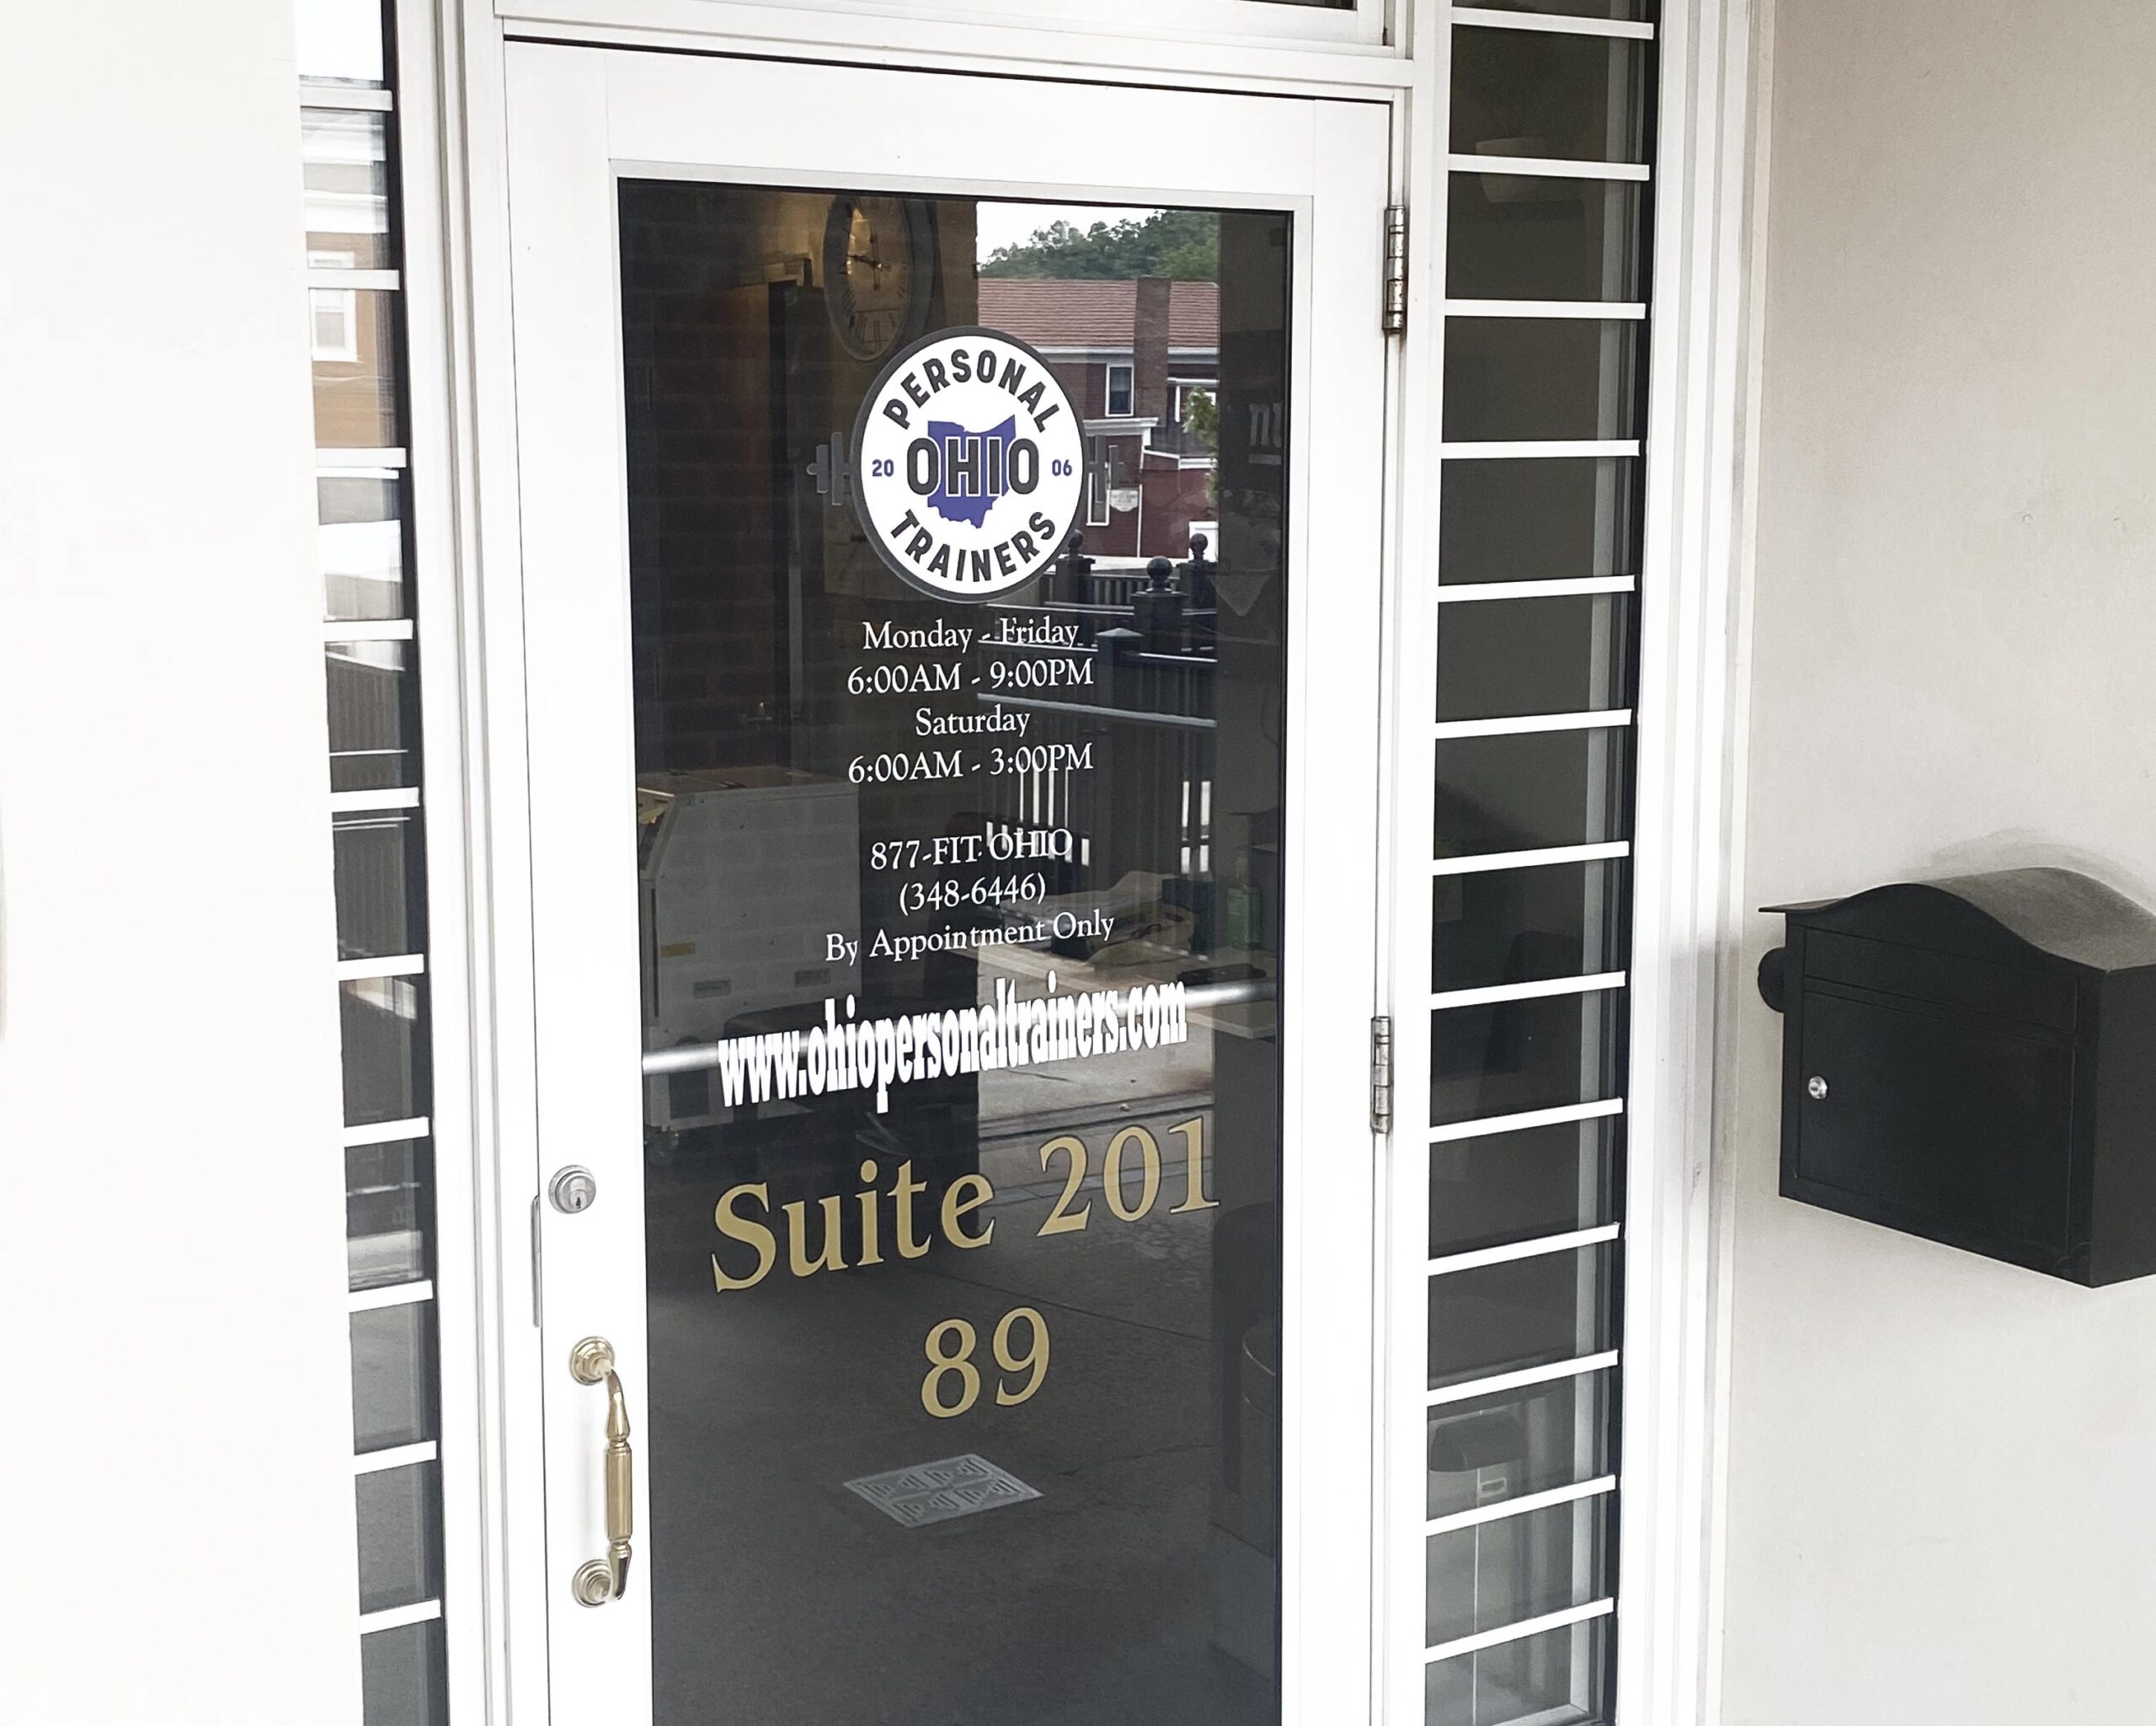 PERSONAL
20 OHIO 06
TRAINERS
Monday - Friday
6:00AM - 9:00PM
Saturday
6:00AM - 3:00PM
877-FIT OHIO
(348-6446)
By Appointment Only
www.ohiopersonaltrainers.com
Suite 201
89